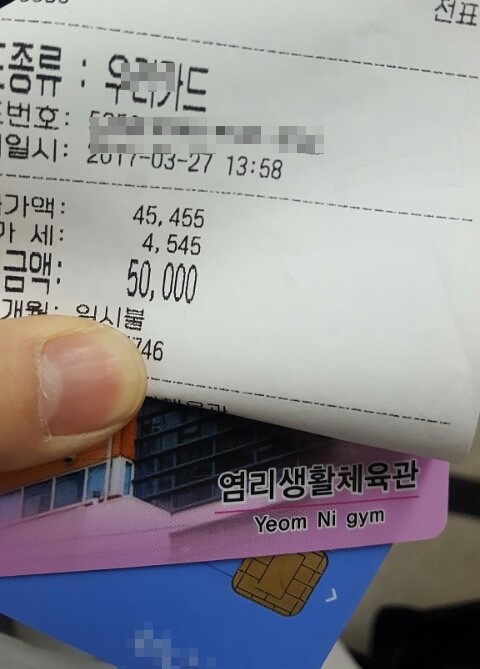 전표
종류 : 우리카드
번호:
일시: 2017-03-27 13:58
가액: 45,455
가 세: 4,545
금액: 50,000
개월: 일시불
746
염리생활체육관
Yeom Ni gym